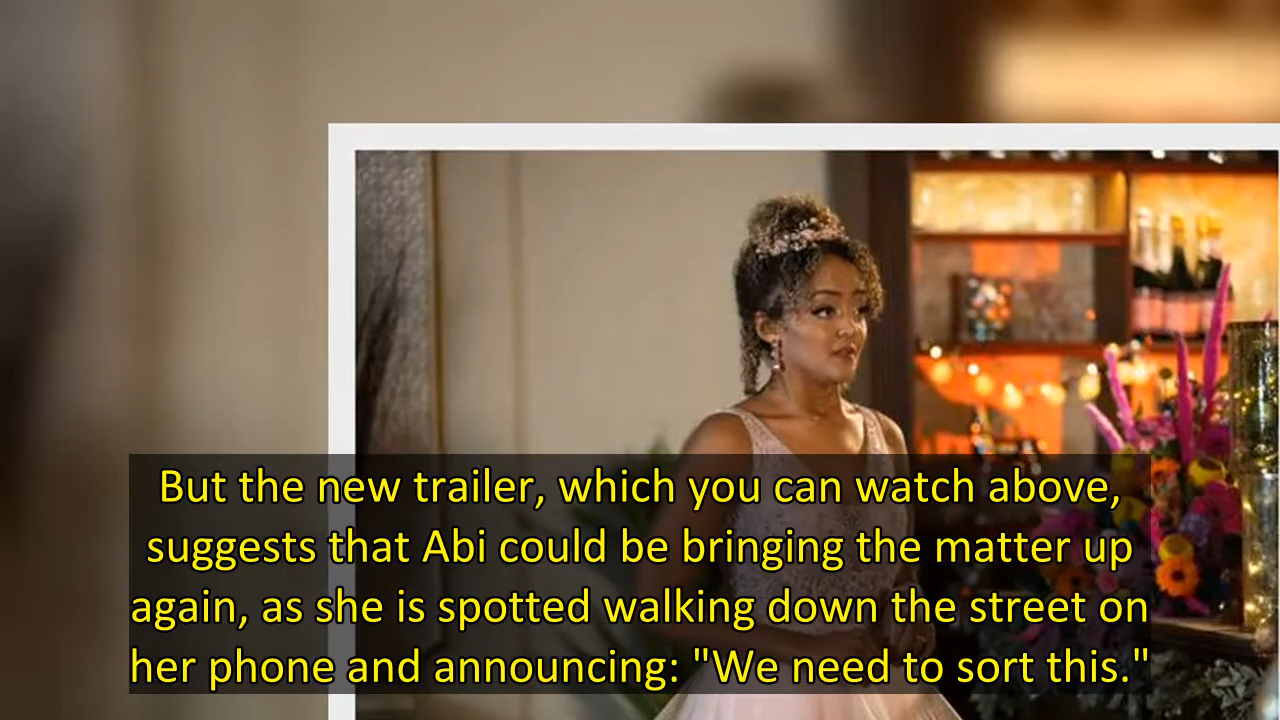 But the new trailer, which you can watch above,
suggests that Abi could be bringing the matter up
again, as she is spotted walking down the street on
her phone and announcing: "We need to sort this."